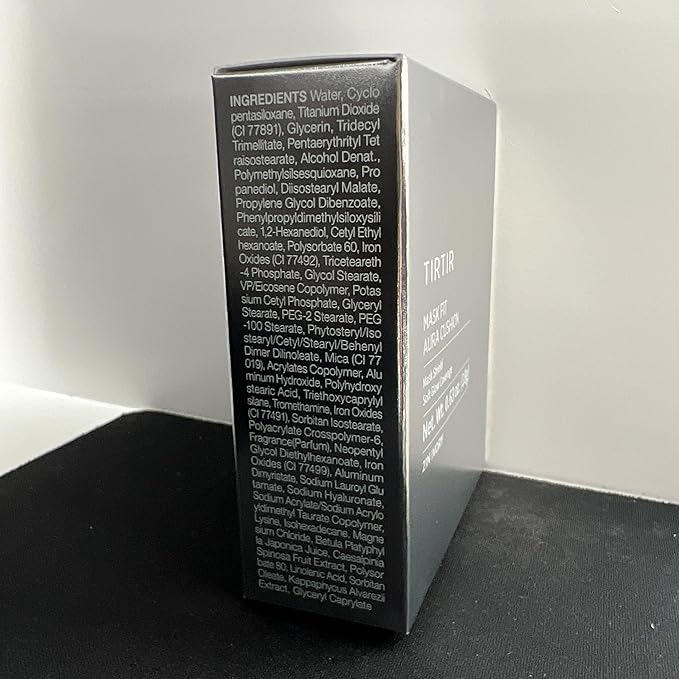 INGREDIENTS Water, Cyclo
pentasiloxane, Titanium Dioxide
(CI 77891), Glycerin, Tridecyl
Trimellitate, Pentaerythrityl Tet
raisostearate, Alcohol Denat.,
Polymethylsilsesquioxane, Pro
panediol, Diisostearyl Malate,
Propylene Glycol Dibenzoate,
Phenylpropyldimethylsiloxysili
cate, 1,2-Hexanediol, Cetyl Ethyl
hexanoate, Polysorbate 60, Iron
Oxides (CI 77492), Triceteareth
-4 Phosphate, Glycol Stearate,
VP/Eicosene Copolymer, Potas
sium Cetyl Phosphate, Glyceryl
Stearate, PEG-2 Stearate, PEG
-100 Stearate, Phytosteryl/Iso
stearyl/Cetyl/Stearyl/Behenyl
Dimer Dilinoleate, Mica (CI 77
019), Acrylates Copolymer, Alu
minum Hydroxide, Polyhydroxy
stearic Acid, Triethoxycaprylyl
silane, Tromethamine, Iron Oxides
(CI 77491), Sorbitan Isostearate,
Polyacrylate Crosspolymer-6,
Fragrance(Parfum), Neopentyl
Glycol Diethylhexanoate, Iron
Oxides (CI 77499), Aluminum
Dimyristate, Sodium Lauroyl Glu
tamate, Sodium Hyaluronate,
Sodium Acrylate/Sodium Acrylo
yldimethyl Taurate Copolymer,
Lysine, Isohexadecane, Magne
sium Chloride, Betula Platyphyl
la Japonica Juice, Caesalpinia
Spinosa Fruit Extract, Polysor
bate 80, Linolenic Acid, Sorbitan
Oleate, Kappaphycus Alvarezii
Extract, Glyceryl Caprylate
TIRTIR
MASK FIT
AURA CUSHION
Net. Wt. 0.63 oz. (18g)